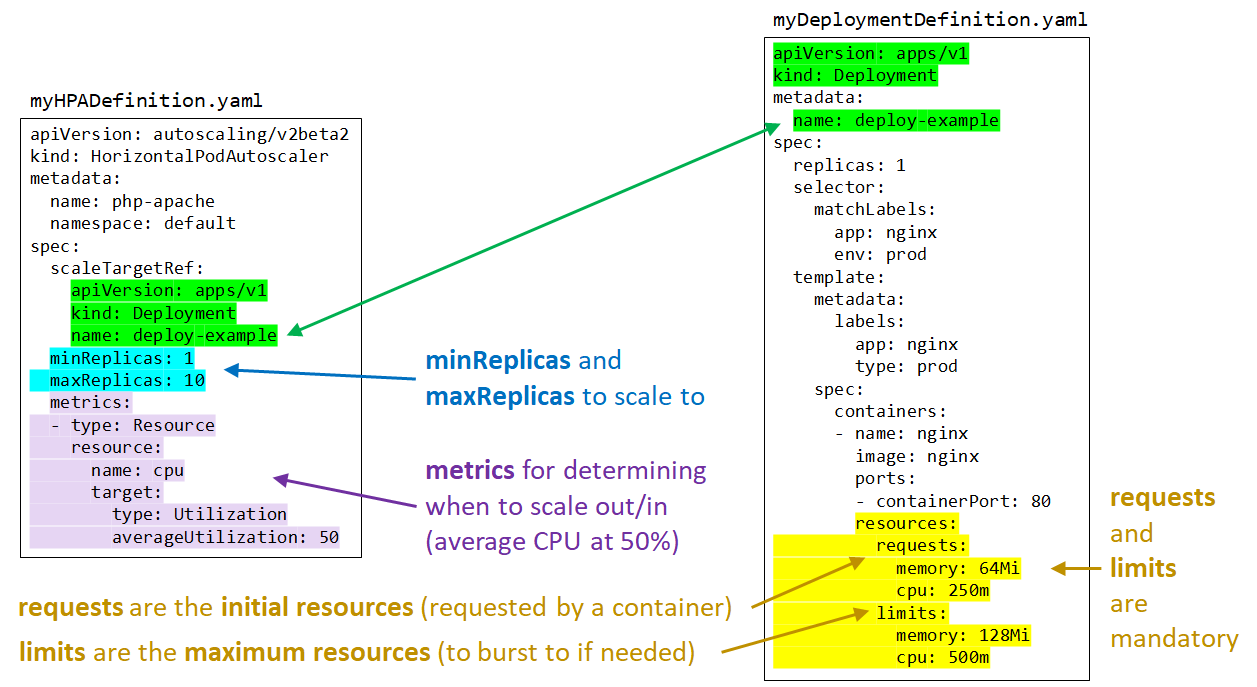 myHPADefinition.yaml
apiVersion: autoscaling/v2beta2
kind: HorizontalPodAutoscaler
metadata:
  name: php-apache
  namespace: default
spec:
  scaleTargetRef:
    apiVersion: apps/v1
    kind: Deployment
    name: deploy-example
  minReplicas: 1
  maxReplicas: 10
  metrics:
  - type: Resource
    resource:
      name: cpu
      target:
        type: Utilization
        averageUtilization: 50
minReplicas and
maxReplicas to scale to
metrics for determining
when to scale out/in
(average CPU at 50%)
requests are the initial resources (requested by a container)
limits are the maximum resources (to burst to if needed)
myDeploymentDefinition.yaml
apiVersion: apps/v1
kind: Deployment
metadata:
  name: deploy-example
spec:
  replicas: 1
  selector:
    matchLabels:
      app: nginx
      env: prod
  template:
    metadata:
      labels:
        app: nginx
        type: prod
    spec:
      containers:
      - name: nginx
        image: nginx
        ports:
        - containerPort: 80
        resources:
          requests:
            memory: 64Mi
            cpu: 250m
          limits:
            memory: 128Mi
            cpu: 500m
requests
and
limits
are
mandatory